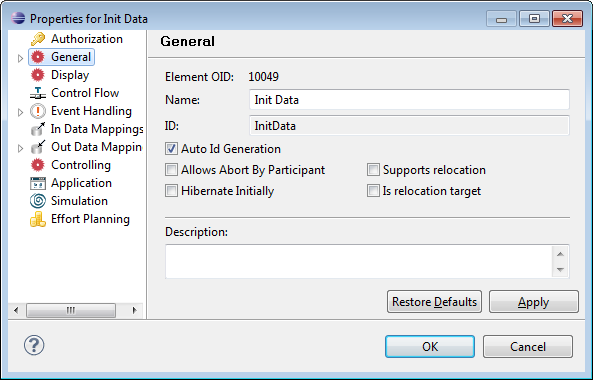 Properties for Init Data
Authorization
General
Display
Control Flow
Event Handling
In Data Mappings
Out Data Mappin
Controlling
Application
Simulation
Effort Planning
General
Element OID: 10049
Name: Init Data
ID: InitData
Auto Id Generation
Allows Abort By Participant Supports relocation
Hibernate Initially Is relocation target
Description:
Restore Defaults Apply
? OK Cancel